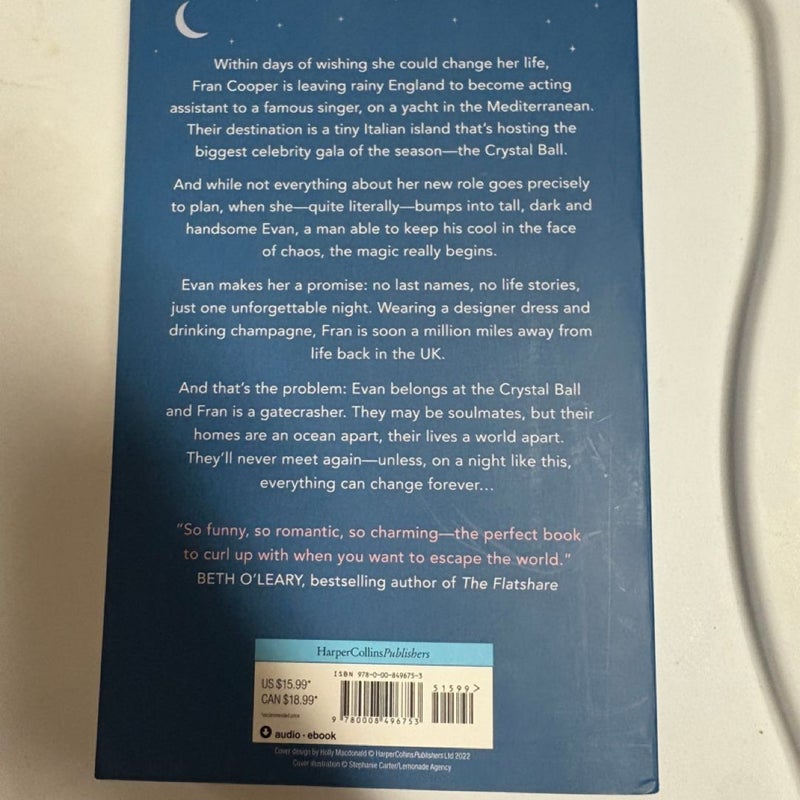 Within days of wishing she could change her life,
Fran Cooper is leaving rainy England to become acting
assistant to a famous singer, on a yacht in the Mediterranean.
Their destination is a tiny Italian island that's hosting the
biggest celebrity gala of the season—the Crystal Ball.
And while not everything about her new role goes precisely
to plan, when she—quite literally—bumps into tall, dark and
handsome Evan, a man able to keep his cool in the face
of chaos, the magic really begins.
Evan makes her a promise: no last names, no life stories,
just one unforgettable night. Wearing a designer dress and
drinking champagne, Fran is soon a million miles away from
life back in the UK.
And that's the problem: Evan belongs at the Crystal Ball
and Fran is a gatecrasher. They may be soulmates, but their
homes are an ocean apart, their lives a world apart.
They'll never meet again—unless, on a night like this,
everything can change forever...
"So funny, so romantic, so charming—the perfect book
to curl up with when you want to escape the world."
BETH O'LEARY, bestselling author of The Flatshare
HarperCollinsPublishers
ISBN 978-0-00-849675-3
US $15.99*
CAN $18.99*
*recommended price
51599>
9 780008 496753
audio • ebook
Cover design by Holly Macdonald © HarperCollinsPublishers Ltd 2022
Cover illustration © Stephanie Carter/Lemonade Agency